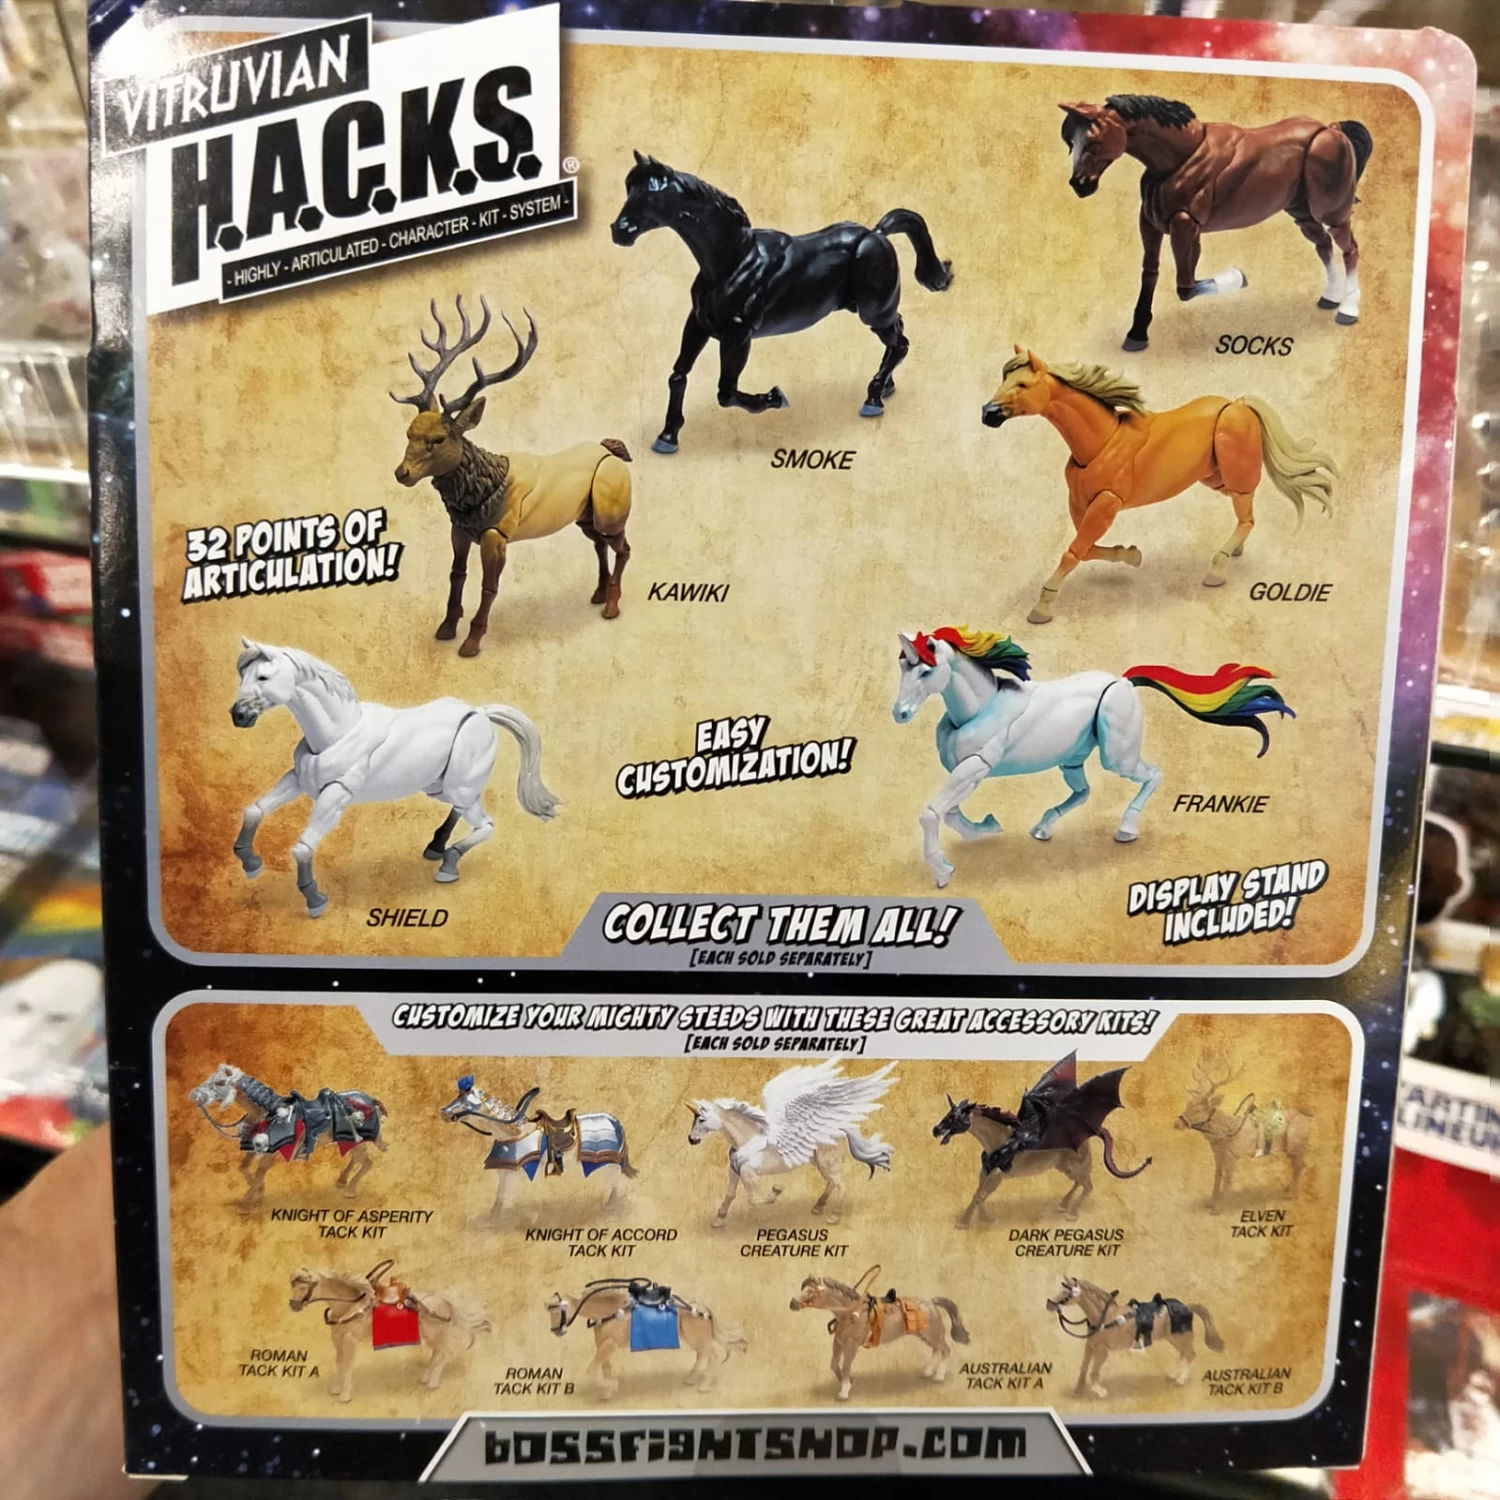 VITRUVIAN
H.A.C.K.S.®
- HIGHLY - ARTICULATED - CHARACTER - KIT - SYSTEM -
SOCKS
SMOKE
32 POINTS OF
ARTICULATION!
KAWIKI
GOLDIE
EASY
CUSTOMIZATION!
FRANKIE
SHIELD
DISPLAY STAND
INCLUDED!
COLLECT THEM ALL!
[EACH SOLD SEPARATELY]
CUSTOMIZE YOUR MIGHTY STEEDS WITH THESE GREAT ACCESSORY KITS!
[EACH SOLD SEPARATELY]
KNIGHT OF ASPERITY
TACK KIT
KNIGHT OF ACCORD
TACK KIT
PEGASUS
CREATURE KIT
DARK PEGASUS
CREATURE KIT
ELVEN
TACK KIT
ROMAN
TACK KIT A
ROMAN
TACK KIT B
AUSTRALIAN
TACK KIT A
AUSTRALIAN
TACK KIT B
bossfightshop.com